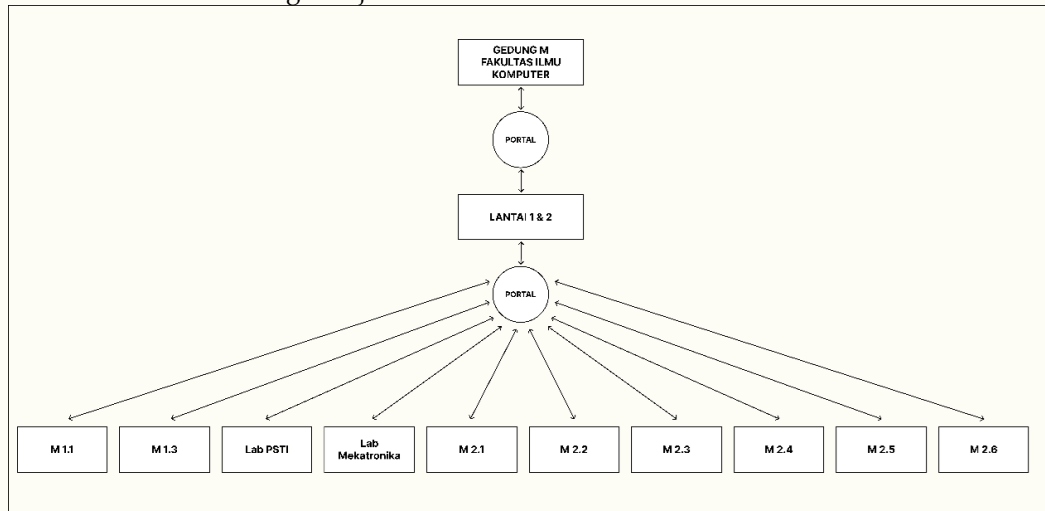 GEDUNG M
FAKULTAS ILMU
KOMPUTER
PORTAL
LANTAI 1 & 2
PORTAL
M 1.1
M 1.3
Lab PSTI
Lab
Mekatronika
M 2.1
M 2.2
M 2.3
M 2.4
M 2.5
M 2.6